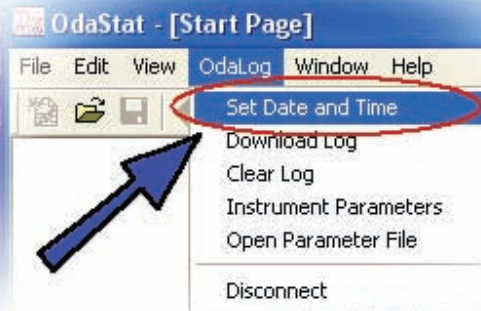 OdaStat - [Start Page]
File Edit View OdaLog Window Help
Set Date and Time
Download Log
Clear Log
Instrument Parameters
Open Parameter File
Disconnect